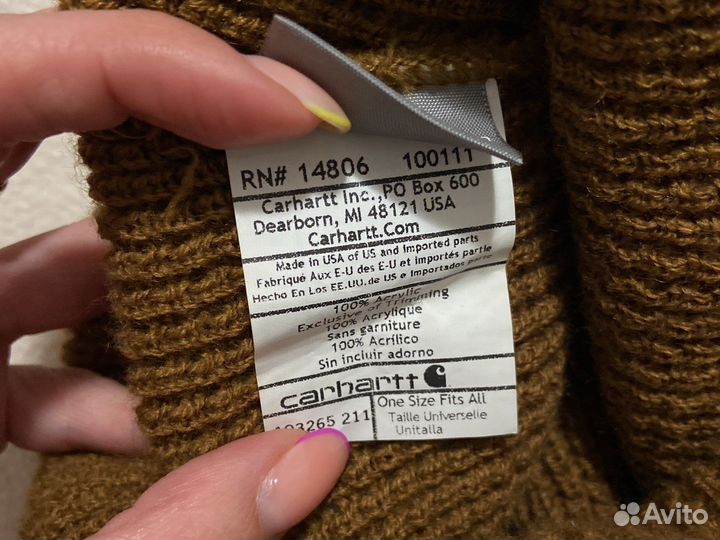 RN# 14806 100111
Carhartt Inc.,PO Box 600
Dearborn, MI 48121 USA
Carhartt.Com
Made in USA of US and Imported parts
Fabriqué Aux E-U des E-U et importés partie
Hecho En Los EE.UU.de US e Importados parte
100% Acrylic
Exclusive of Trimming
100% Acrylique
Sans garniture
100% Acrílico
Sin incluir adorno
carhartt
One Size Fits All
3265 211
Taille Universelle
Unitalla
Avito